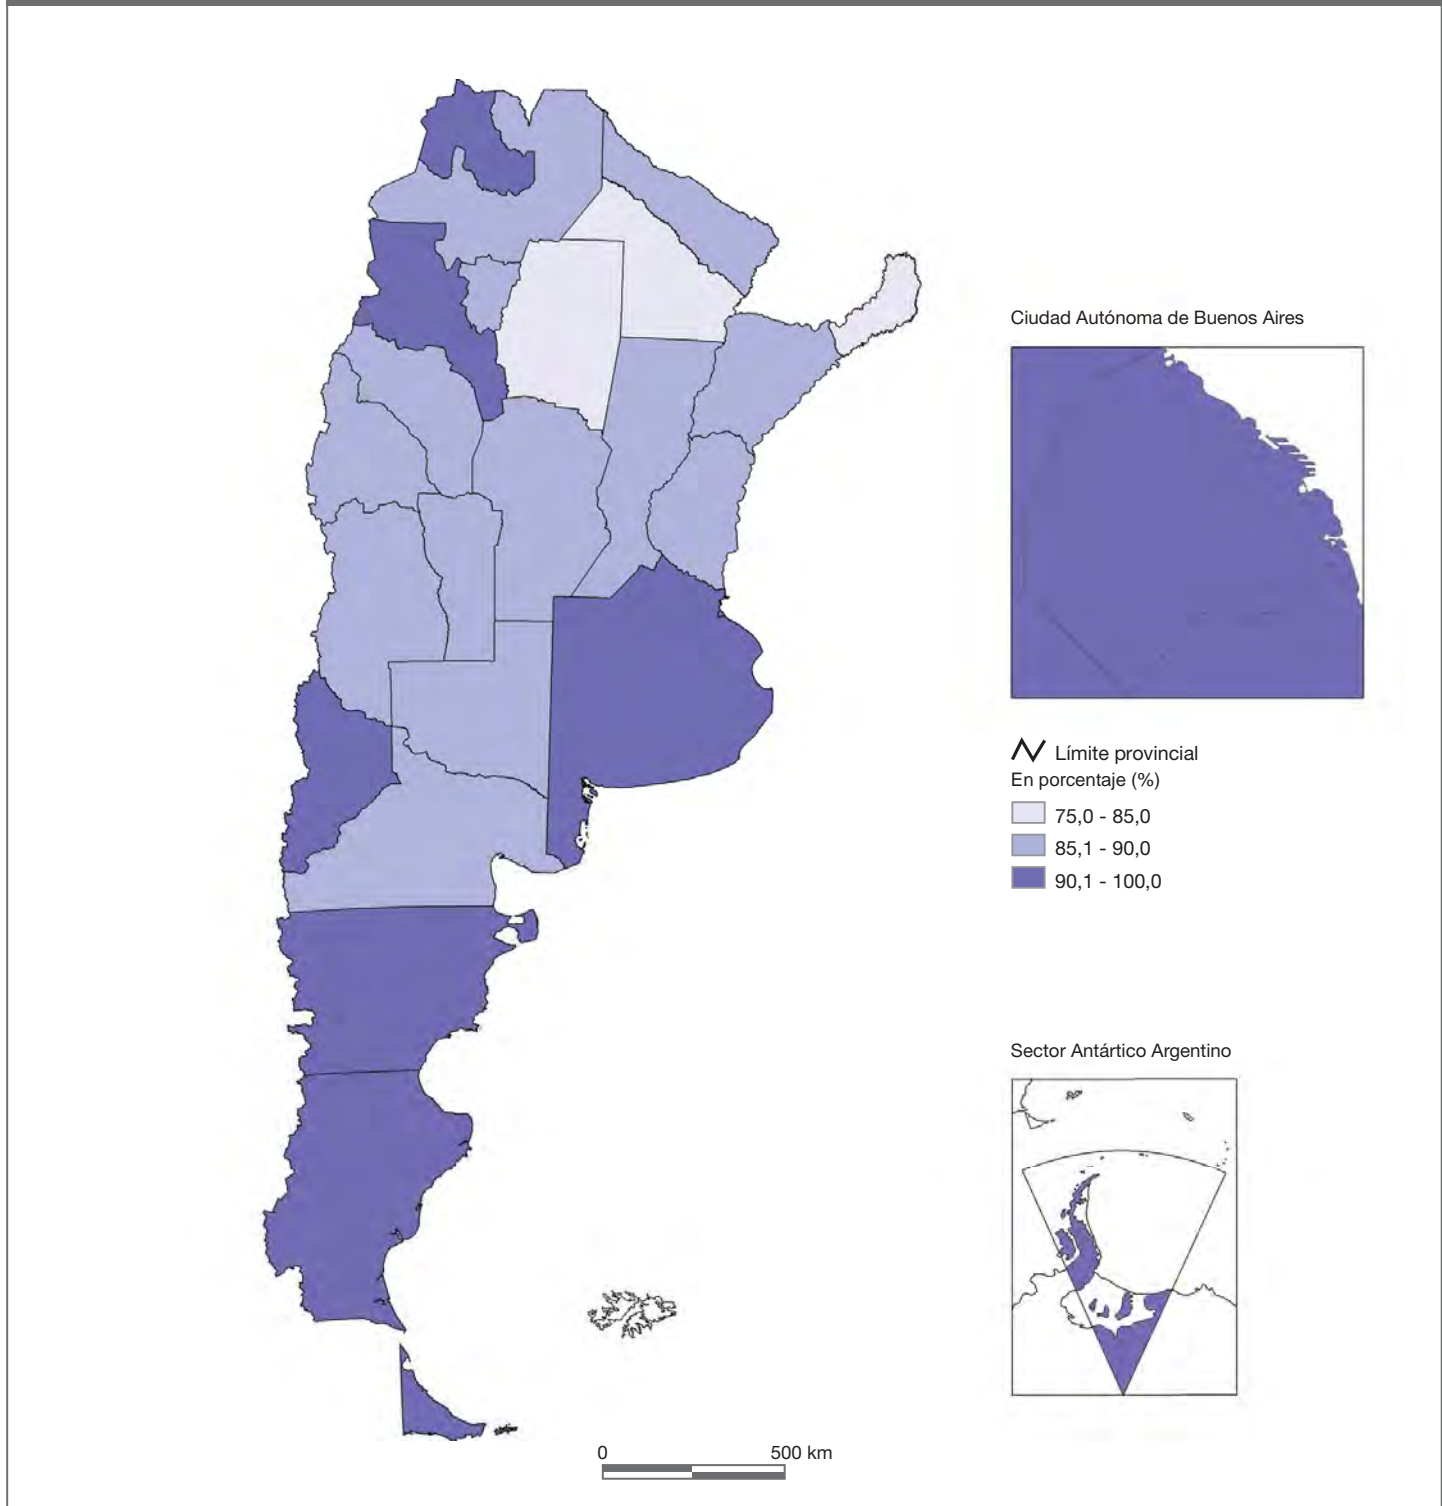 Ciudad Autónoma de Buenos Aires
Límite provincial
En porcentaje (%)
75,0 - 85,0
85,1 - 90,0
90,1 - 100,0
Sector Antártico Argentino
0 500 km